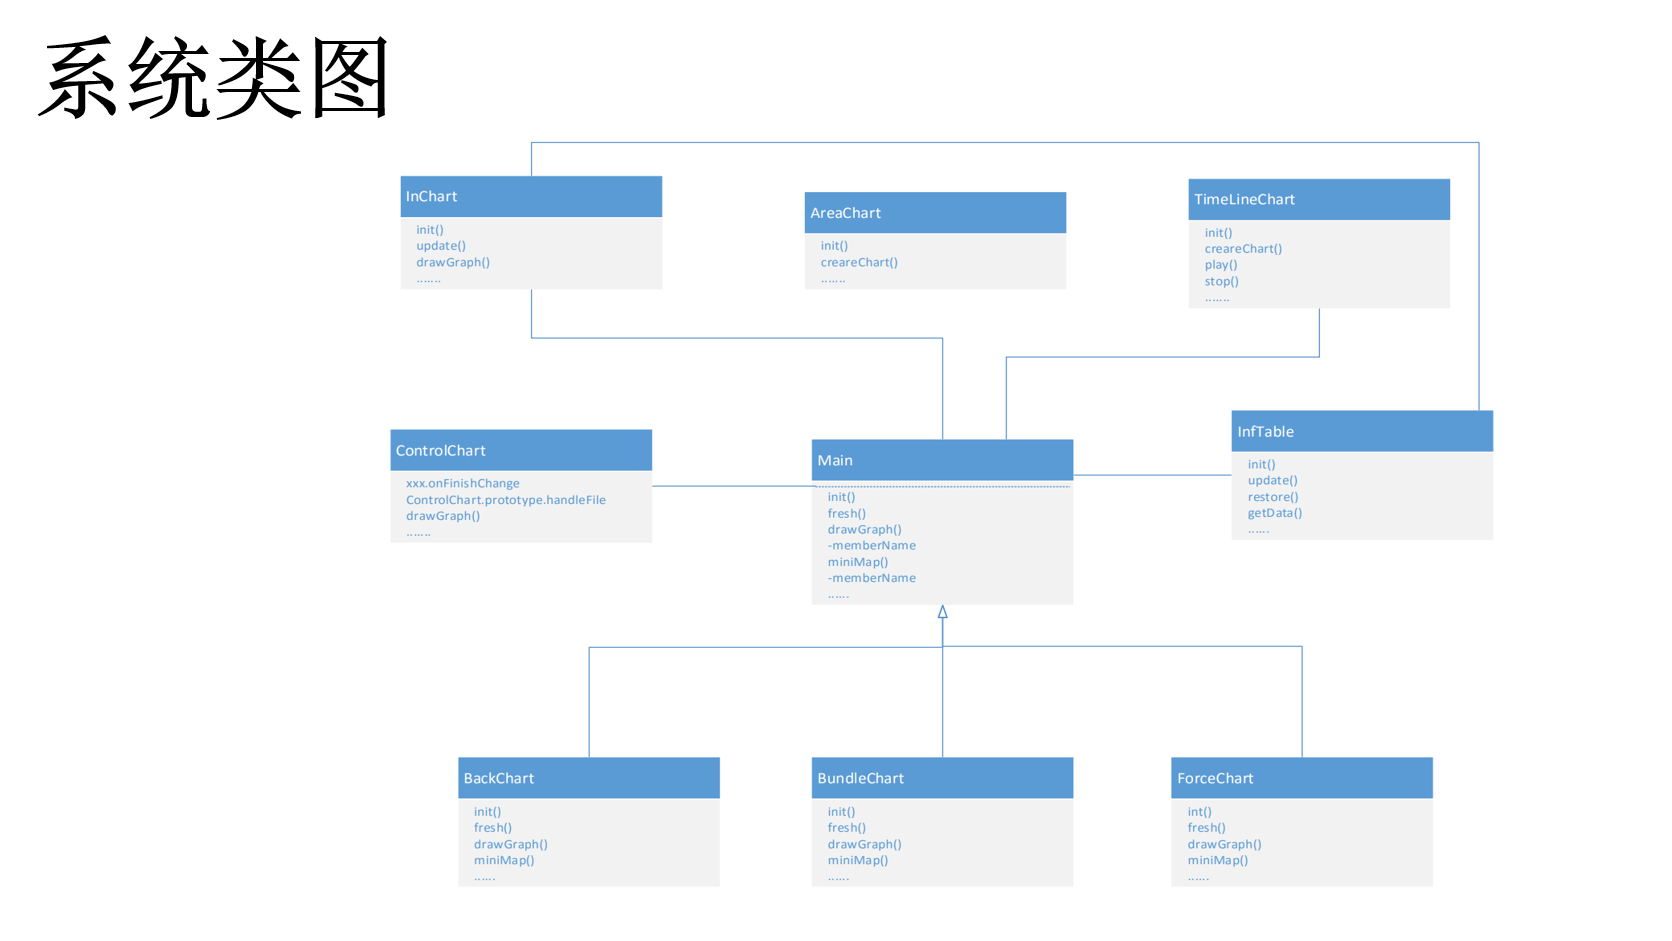 系统类图
InChart
init()
update()
drawGraph()
.......
AreaChart
init()
creareChart()
.......
TimeLineChart
init()
creareChart()
play()
stop()
.......
ControlChart
xxx.onFinishChange
ControlChart.prototype.handleFile
drawGraph()
.......
Main
init()
fresh()
drawGraph()
-memberName
miniMap()
-memberName
......
InfTable
init()
update()
restore()
getData()
......
BackChart
init()
fresh()
drawGraph()
miniMap()
......
BundleChart
init()
fresh()
drawGraph()
miniMap()
......
ForceChart
int()
fresh()
drawGraph()
miniMap()
......